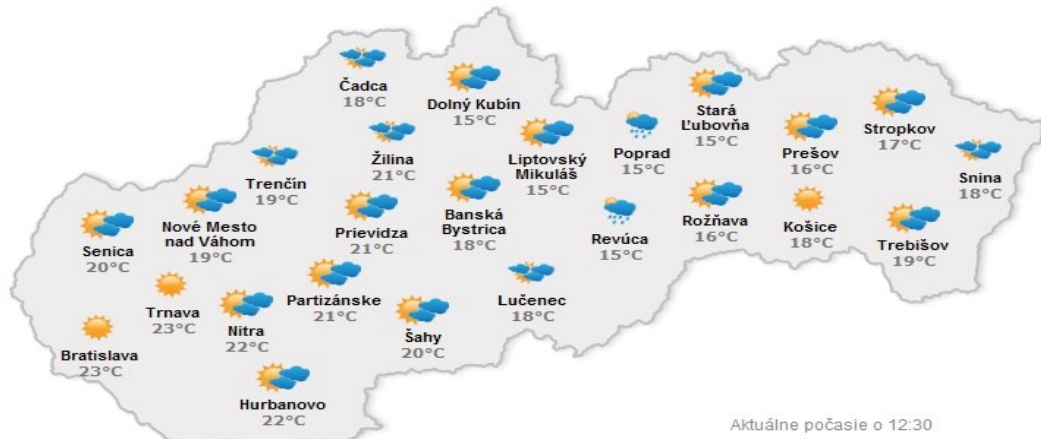 Čadca
18°C
Dolný Kubín
15°C
Stará
Ľubovňa
15°C
Stropkov
17°C
Žilina
21°C
Liptovský
Mikuláš
15°C
Poprad
15°C
Prešov
16°C
Snina
18°C
Trenčín
19°C
Nové Mesto
nad Váhom
19°C
Senica
20°C
Prievidza
21°C
Banská
Bystrica
18°C
Revúca
15°C
Rožňava
16°C
Košice
18°C
Trebišov
19°C
Trnava
23°C
Partizánske
21°C
Lučenec
18°C
Bratislava
23°C
Nitra
22°C
Šahy
20°C
Hurbanovo
22°C
Aktuálne počasie o 12:30